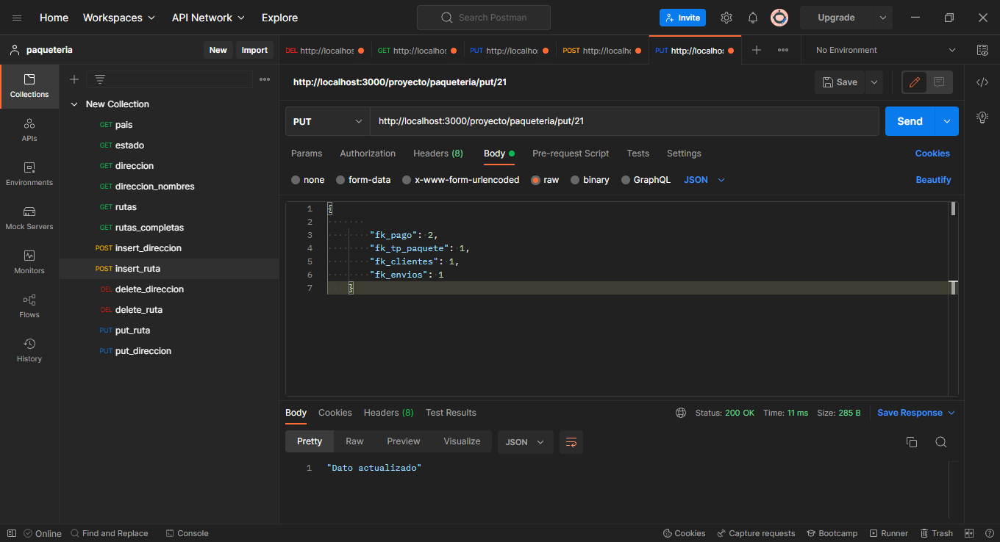 Home Workspaces API Network Explore Search Postman Invite Upgrade
paqueteria New Import DEL http://localhos GET http://localhos PUT http://localhos POST http://localh PUT http://localhos No Environment
Collections
APIs
Environments
Mock Servers
Monitors
Flows
History
New Collection
GET pais
GET estado
GET direccion
GET direccion_nombres
GET rutas
GET rutas_completas
POST insert_direccion
POST insert_ruta
DEL delete_direccion
DEL delete_ruta
PUT put_ruta
PUT put_direccion
http://localhost:3000/proyecto/paqueteria/put/21 Save
PUT http://localhost:3000/proyecto/paqueteria/put/21 Send
Params Authorization Headers (8) Body Pre-request Script Tests Settings Cookies
none form-data x-www-form-urlencoded raw binary GraphQL JSON Beautify
1 {
2
3 "fk_pago": 2,
4 "fk_tp_paquete": 1,
5 "fk_clientes": 1,
6 "fk_envios": 1
7 }
Body Cookies Headers (8) Test Results Status: 200 OK Time: 11 ms Size: 285 B Save Response
Pretty Raw Preview Visualize JSON
1 "Dato actualizado"
Online Find and Replace Console Cookies Capture requests Bootcamp Runner Trash